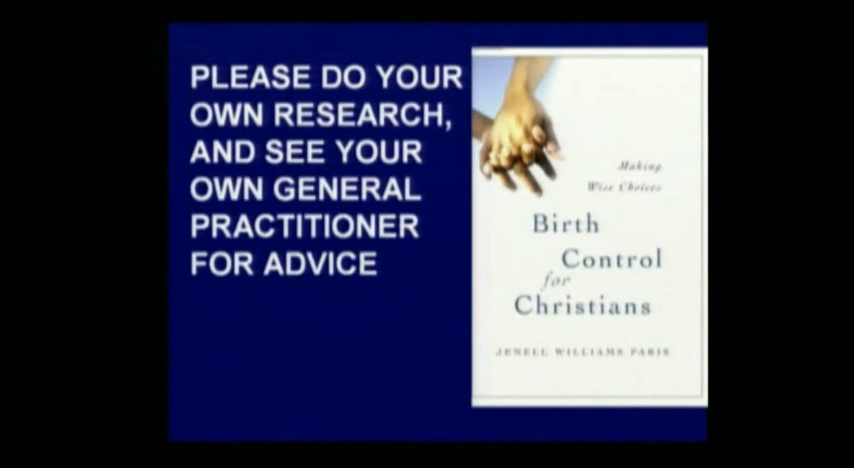 PLEASE DO YOUR
OWN RESEARCH,
AND SEE YOUR
OWN GENERAL
PRACTITIONER
FOR ADVICE
Making
Wise Choices
Birth
Control
for
Christians
JENELL WILLIAMS PARIS